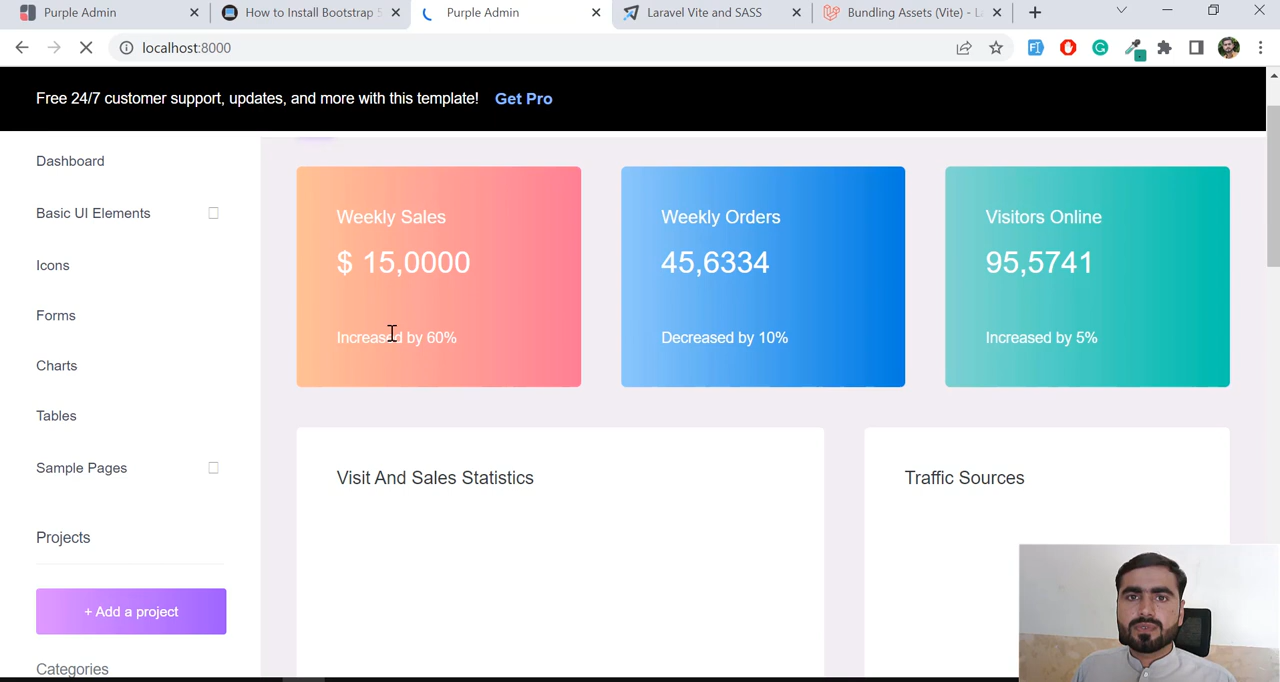 Purple Admin
How to Install Bootstrap 5
Purple Admin
Laravel Vite and SASS
Bundling Assets (Vite) - L
localhost:8000
Free 24/7 customer support, updates, and more with this template! Get Pro
Dashboard
Basic UI Elements
Icons
Forms
Charts
Tables
Sample Pages
Projects
+ Add a project
Categories
Weekly Sales
$ 15,0000
Increased by 60%
Weekly Orders
45,6334
Decreased by 10%
Visitors Online
95,5741
Increased by 5%
Visit And Sales Statistics
Traffic Sources